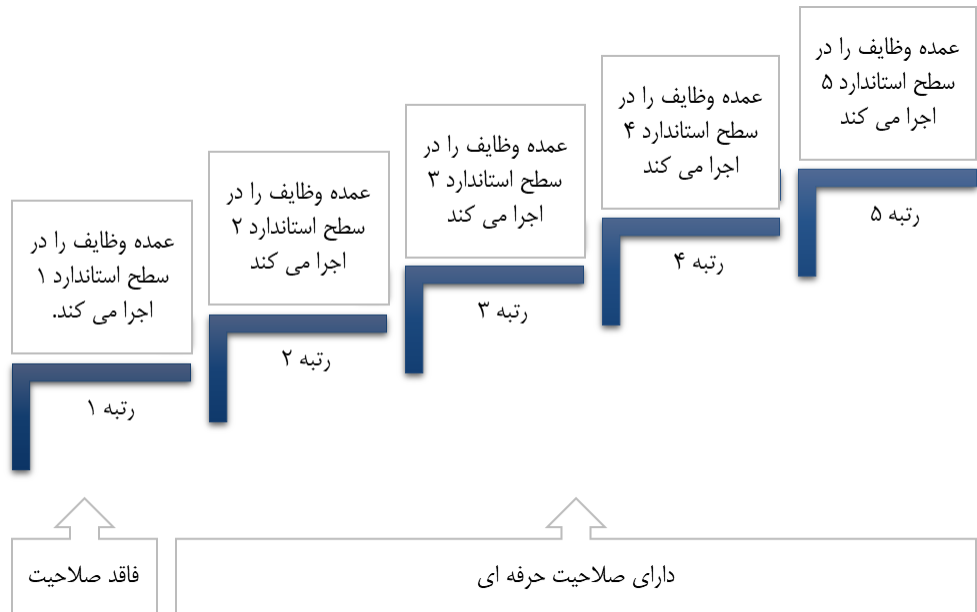 عمده وظایف را در
سطح استاندارد ۵
اجرا می کند
رتبه ۵
عمده وظایف را در
سطح استاندارد ۴
اجرا می کند
رتبه ۴
عمده وظایف را در
سطح استاندارد ۳
اجرا می کند
رتبه ۳
عمده وظایف را در
سطح استاندارد ۲
اجرا می کند
رتبه ۲
عمده وظایف را در
سطح استاندارد ۱
اجرا می کند.
رتبه ۱
دارای صلاحیت حرفه ای
فاقد صلاحیت